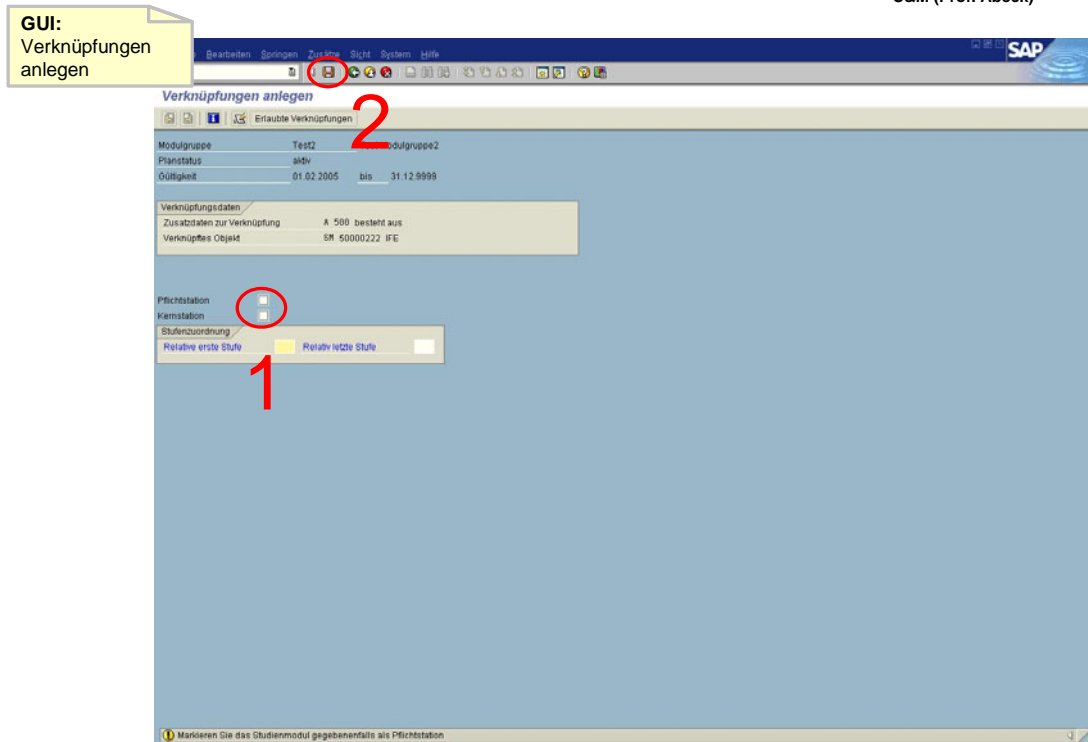 GUI:
Verknüpfungen
anlegen
Bearbeiten Springen Zusätze Sicht System Hilfe
SAP
Verknüpfungen anlegen
Erlaubte Verknüpfungen
2
Modulgruppe Test2 odulgruppe2
Planstatus aktiv
Gültigkeit 01.02.2005 bis 31.12.9999
Verknüpfungsdaten
Zusatzdaten zur Verknüpfung A 500 besteht aus
Verknüpftes Objekt SM 50000222 IFE
Pflichtstation
Kernstation
Stufenzuordnung
Relative erste Stufe Relativ letzte Stufe
1
Markieren Sie das Studienmodul gegebenenfalls als Pflichtstation